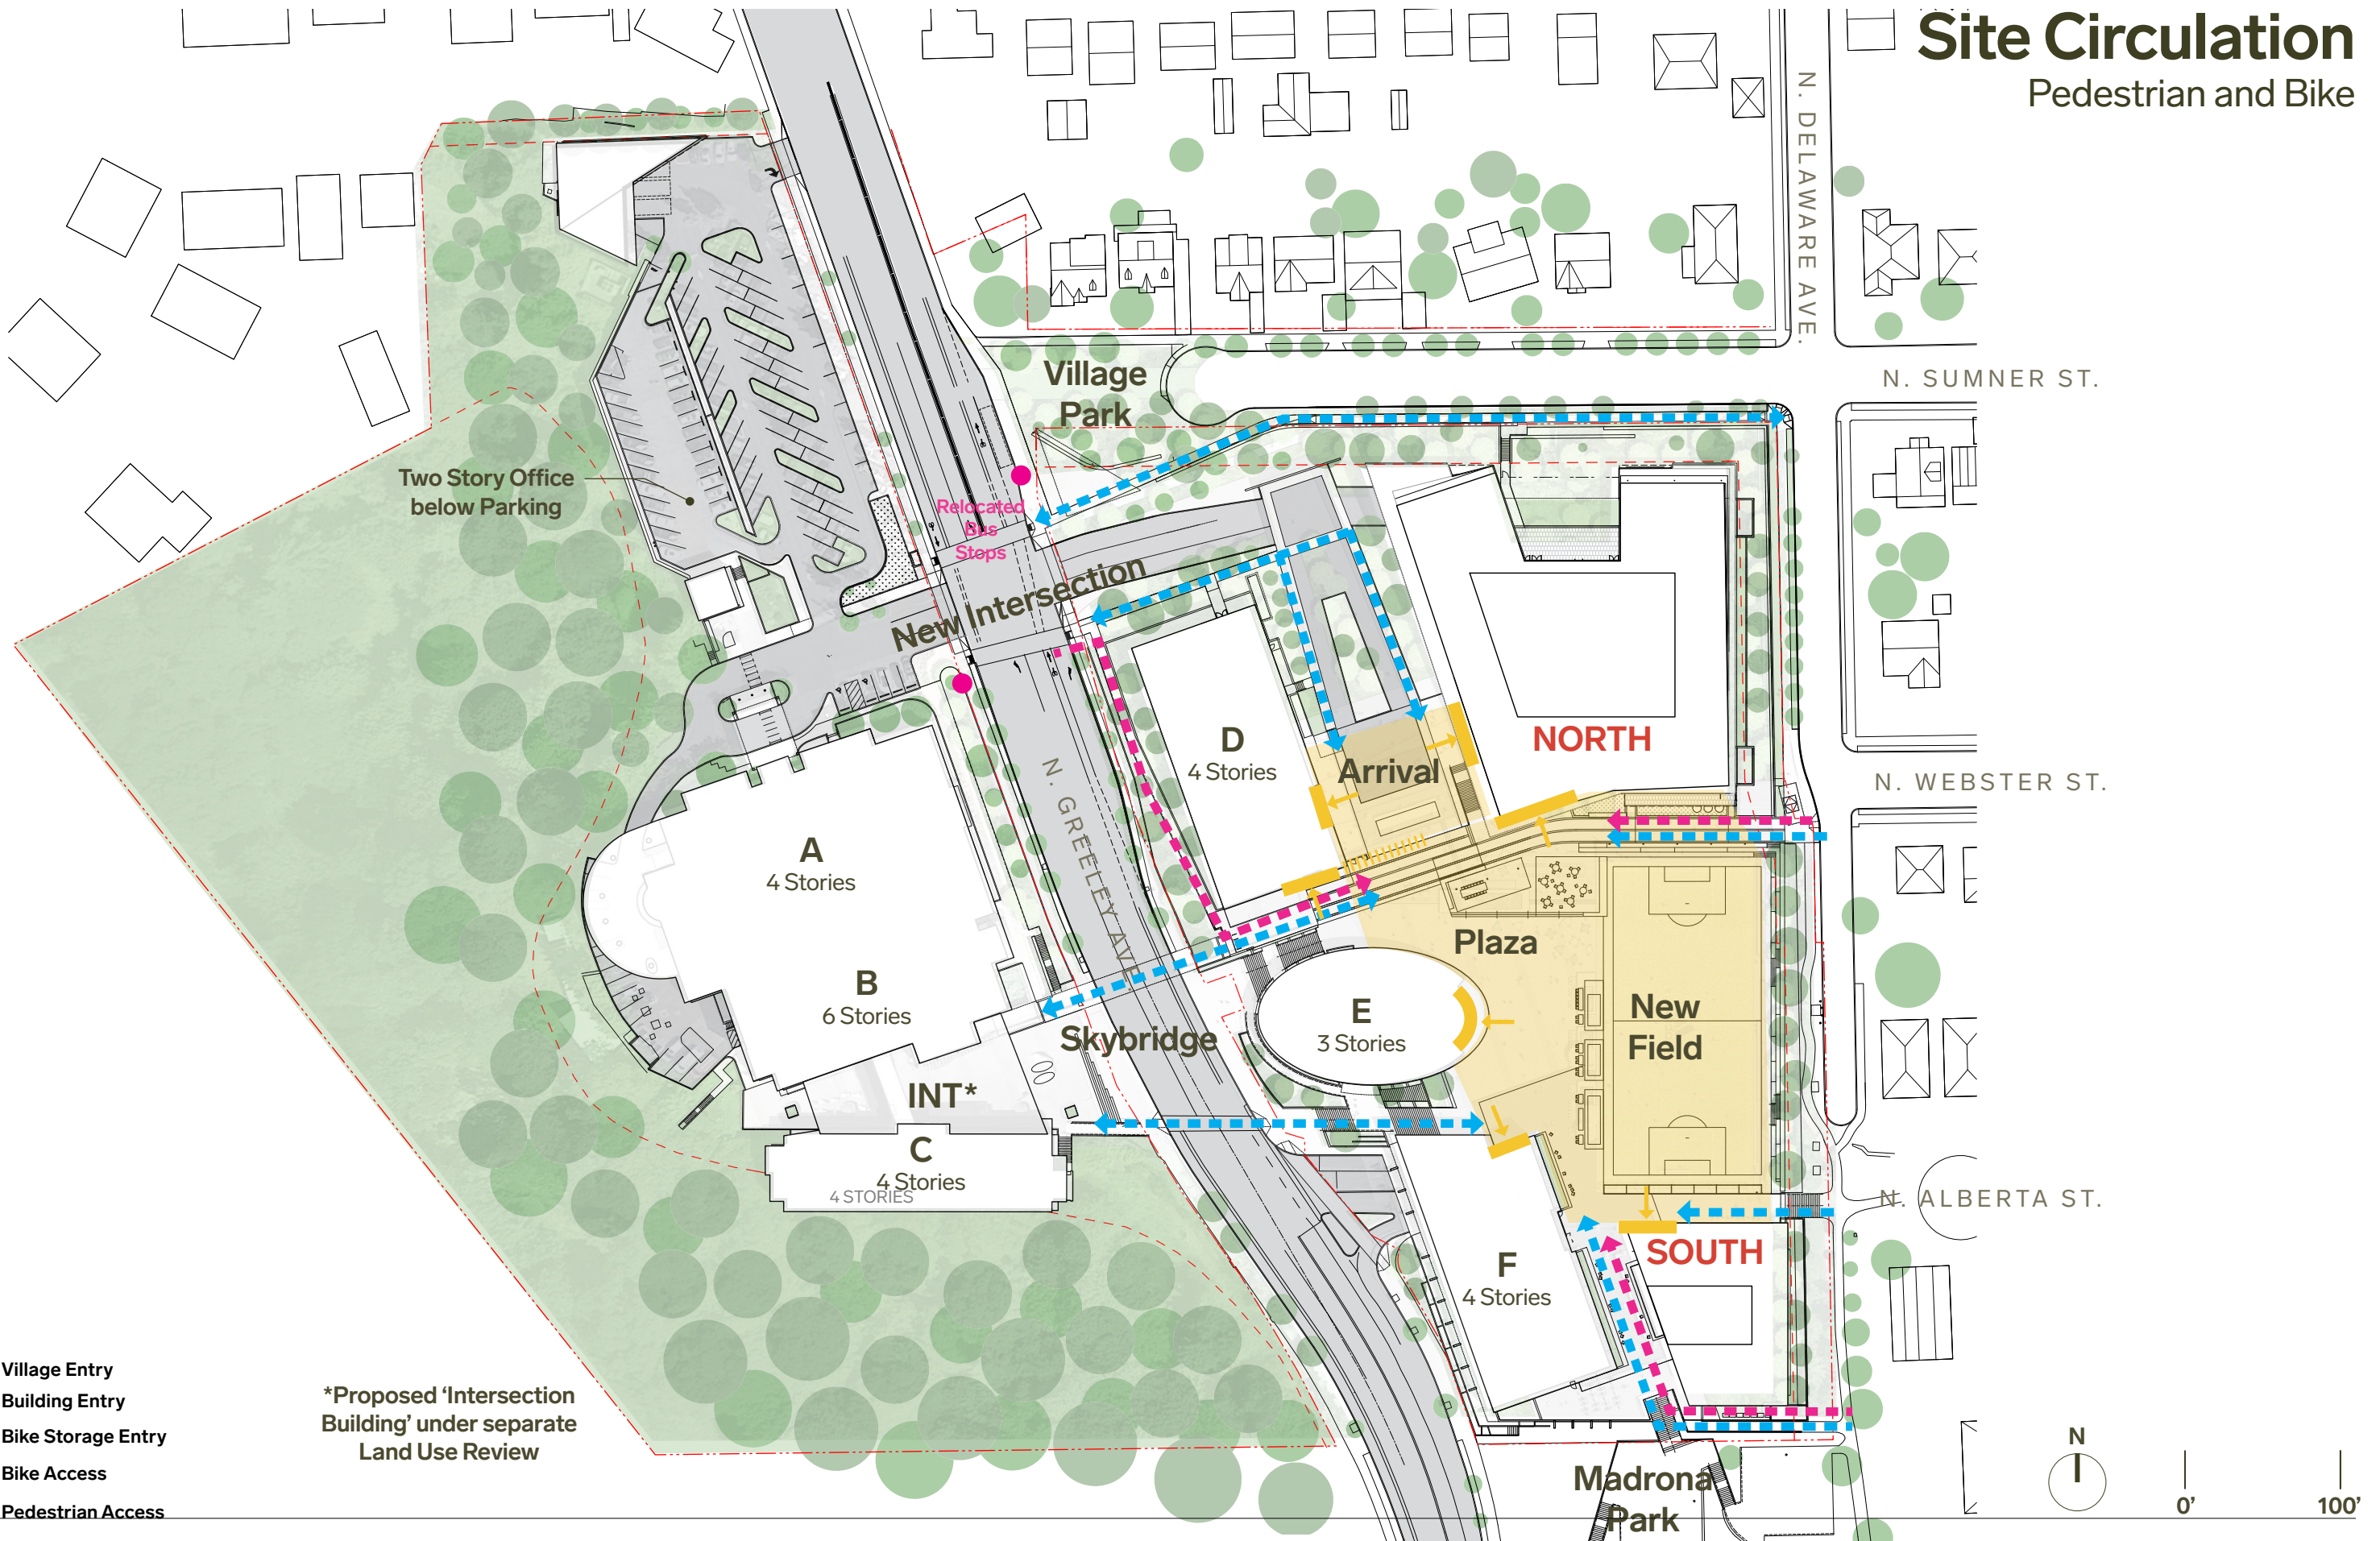 Site Circulation
Pedestrian and Bike
N. DELAWARE AVE.
N. SUMNER ST.
Village
Park
Two Story Office
below Parking
Relocated
Bus
Stops
New Intersection
D
4 Stories
Arrival
NORTH
N. WEBSTER ST.
N. GREELEY AVE
A
4 Stories
B
6 Stories
Plaza
E
3 Stories
New
Field
Skybridge
INT*
C
4 Stories
4 STORIES
N. ALBERTA ST.
SOUTH
F
4 Stories
Village Entry
Building Entry
Bike Storage Entry
Bike Access
Pedestrian Access
*Proposed ‘Intersection
Building’ under separate
Land Use Review
Madrona
Park
N
0’
100’